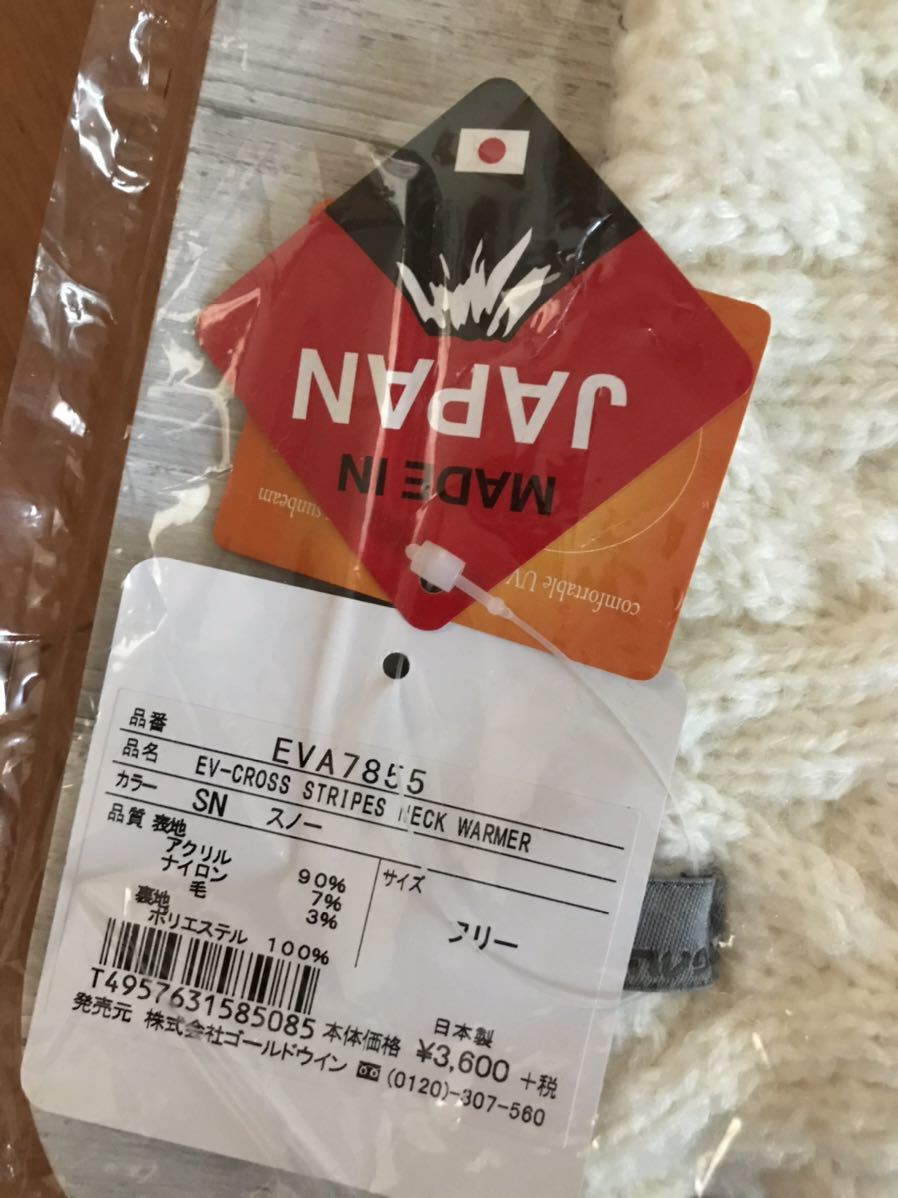 MADE IN
JAPAN
comfortable UV
sunbeam
品番 EVA7855
品名 EV-CROSS STRIPES NECK WARMER
カラー SN スノー
品質 表地
アクリル 90%
ナイロン 7%
毛 3%
裏地
ポリエステル 100%
サイズ
フリー
T4957631585085
日本製
本体価格 ¥3,600 +税
発売元 株式会社ゴールドウイン (0120)-307-560